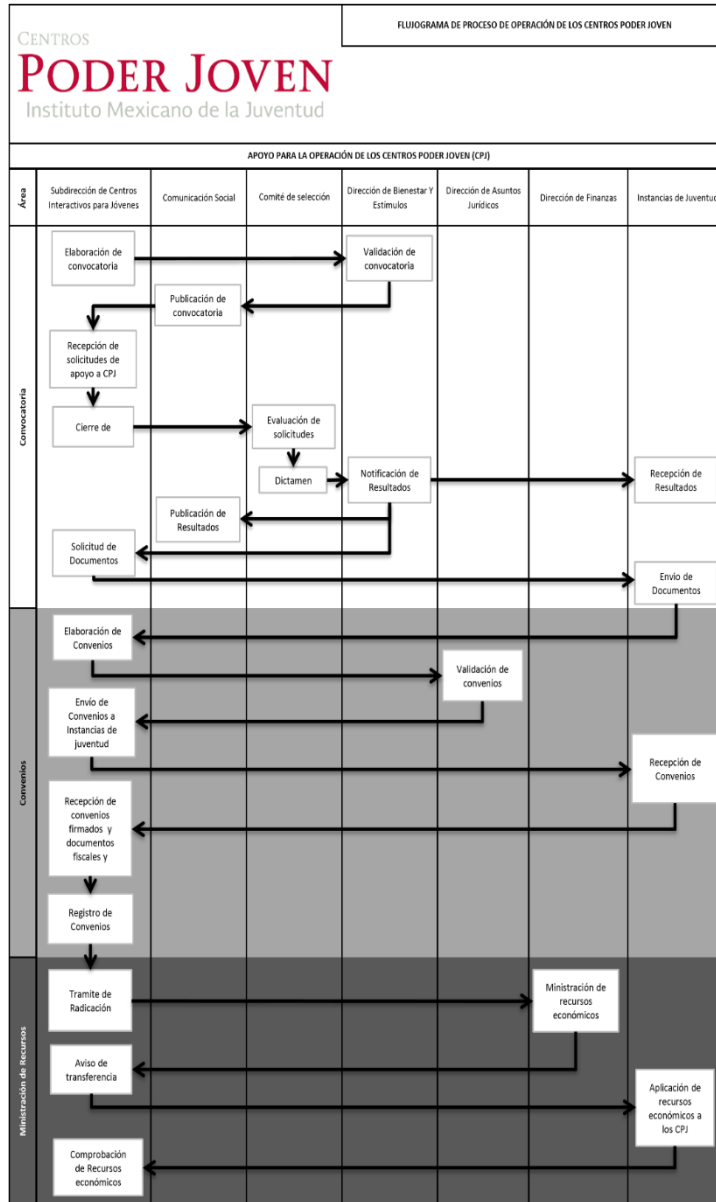 FLUJOGRAMA DE PROCESO DE OPERACIÓN DE LOS CENTROS PODER JOVEN
CENTROS
PODER JOVEN
Instituto Mexicano de la Juventud
APOYO PARA LA OPERACIÓN DE LOS CENTROS PODER JOVEN (CPJ)
Área
Subdirección de Centros
Interactivos para Jóvenes
Comunicación Social
Comité de selección
Dirección de Bienestar Y
Estímulos
Dirección de Asuntos
Jurídicos
Dirección de Finanzas
Instancias de Juventud
Convocatoria
Elaboración de
convocatoria
Validación de
convocatoria
Publicación de
convocatoria
Recepción de
solicitudes de
apoyo a CPJ
Cierre de
Evaluación de
solicitudes
Dictamen
Notificación de
Resultados
Recepción de
Resultados
Publicación de
Resultados
Solicitud de
Documentos
Envio de
Documentos
Convenios
Elaboración de
Convenios
Validación de
convenios
Envío de
Convenios a
Instancias de
juventud
Recepción de
Convenios
Recepción de
convenios
firmados y
documentos
fiscales y
Registro de
Convenios
Ministración de Recursos
Tramite de
Radicación
Ministración de
recursos
económicos
Aviso de
transferencia
Aplicación de
recursos
económicos a
los CPJ
Comprobación
de Recursos
económicos